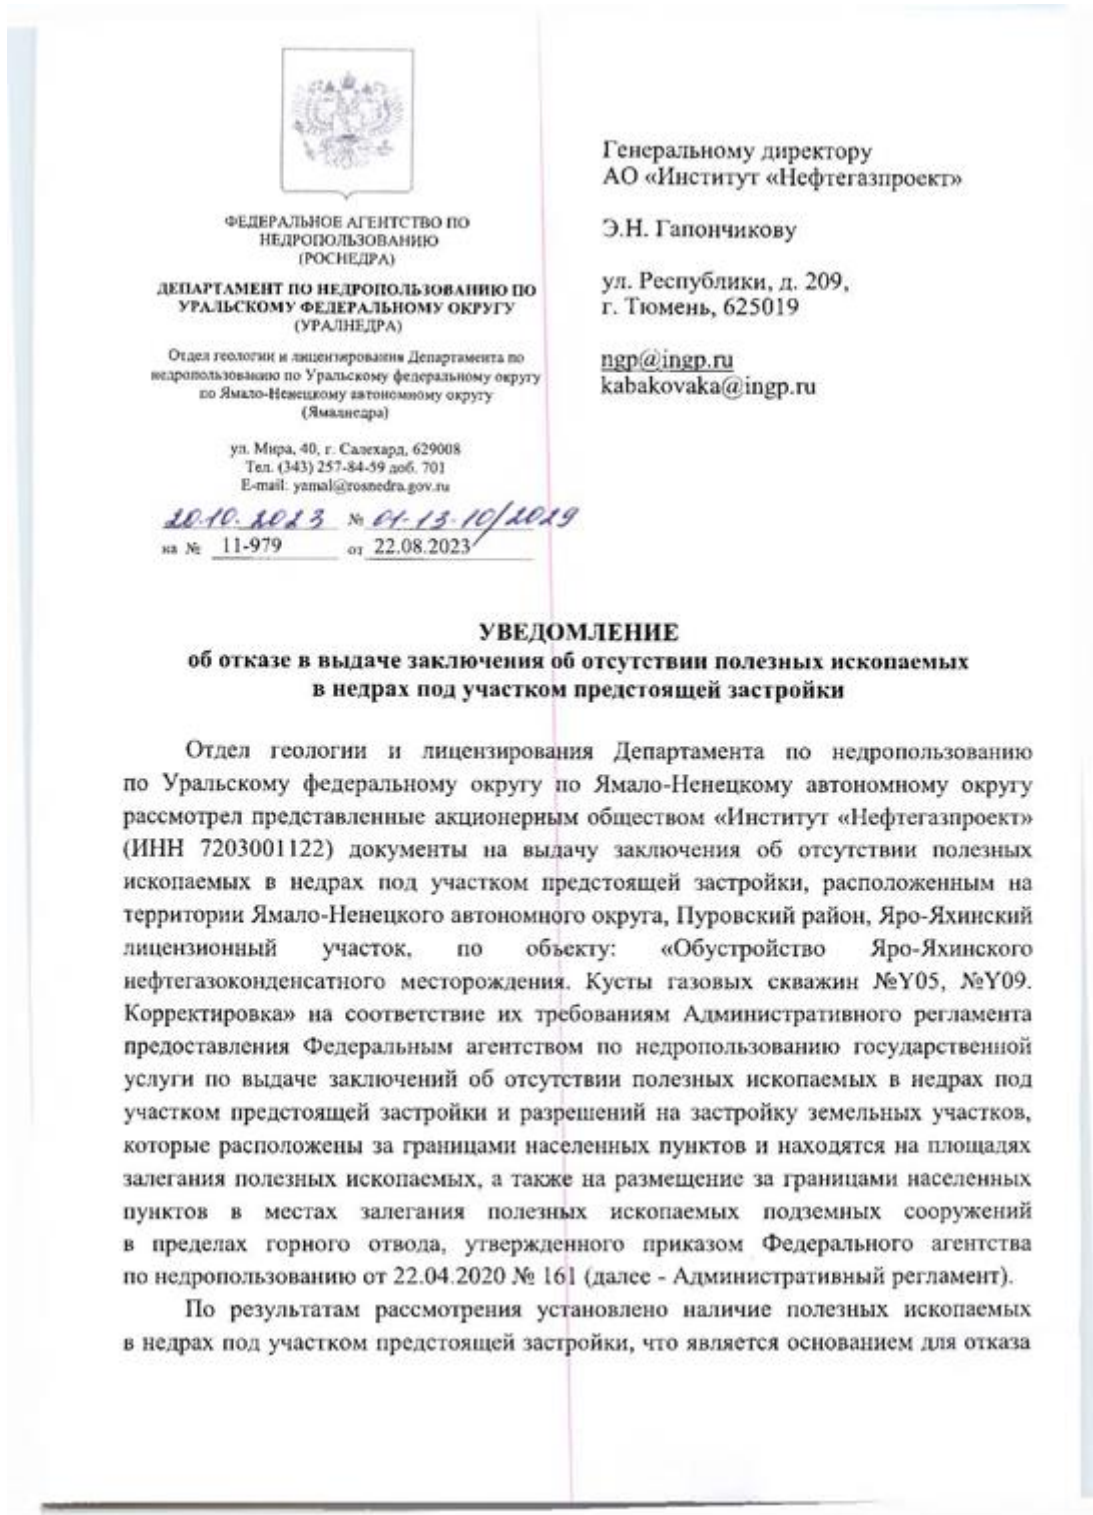 ФЕДЕРАЛЬНОЕ АГЕНТСТВО ПО
НЕДРОПОЛЬЗОВАНИЮ
(РОСНЕДРА)
ДЕПАРТАМЕНТ ПО НЕДРОПОЛЬЗОВАНИЮ ПО
УРАЛЬСКОМУ ФЕДЕРАЛЬНОМУ ОКРУГУ
(УРАЛНЕДРА)
Отдел геологии и лицензирования Департамента по
недропользованию по Уральскому федеральному округу
по Ямало-Ненецкому автономному округу
(Ямалнедра)
ул. Мира, 40, г. Салехард, 629008
Тел. (343) 257-84-59 доб. 701
E-mail: yamal@rosnedra.gov.ru
20.10.2023 № 01-13-10/2029
на № 11-979 от 22.08.2023
Генеральному директору
АО «Институт «Нефтегазпроект»
Э.Н. Гапончикову
ул. Республики, д. 209,
г. Тюмень, 625019
ngp@ingp.ru
kabakovaka@ingp.ru
УВЕДОМЛЕНИЕ
об отказе в выдаче заключения об отсутствии полезных ископаемых
в недрах под участком предстоящей застройки
Отдел геологии и лицензирования Департамента по недропользованию
по Уральскому федеральному округу по Ямало-Ненецкому автономному округу
рассмотрел представленные акционерным обществом «Институт «Нефтегазпроект»
(ИНН 7203001122) документы на выдачу заключения об отсутствии полезных
ископаемых в недрах под участком предстоящей застройки, расположенным на
территории Ямало-Ненецкого автономного округа, Пуровский район, Яро-Яхинский
лицензионный участок, по объекту: «Обустройство Яро-Яхинского
нефтегазоконденсатного месторождения. Кусты газовых скважин №Y05, №Y09.
Корректировка» на соответствие их требованиям Административного регламента
предоставления Федеральным агентством по недропользованию государственной
услуги по выдаче заключений об отсутствии полезных ископаемых в недрах под
участком предстоящей застройки и разрешений на застройку земельных участков,
которые расположены за границами населенных пунктов и находятся на площадях
залегания полезных ископаемых, а также на размещение за границами населенных
пунктов в местах залегания полезных ископаемых подземных сооружений
в пределах горного отвода, утвержденного приказом Федерального агентства
по недропользованию от 22.04.2020 № 161 (далее - Административный регламент).
По результатам рассмотрения установлено наличие полезных ископаемых
в недрах под участком предстоящей застройки, что является основанием для отказа